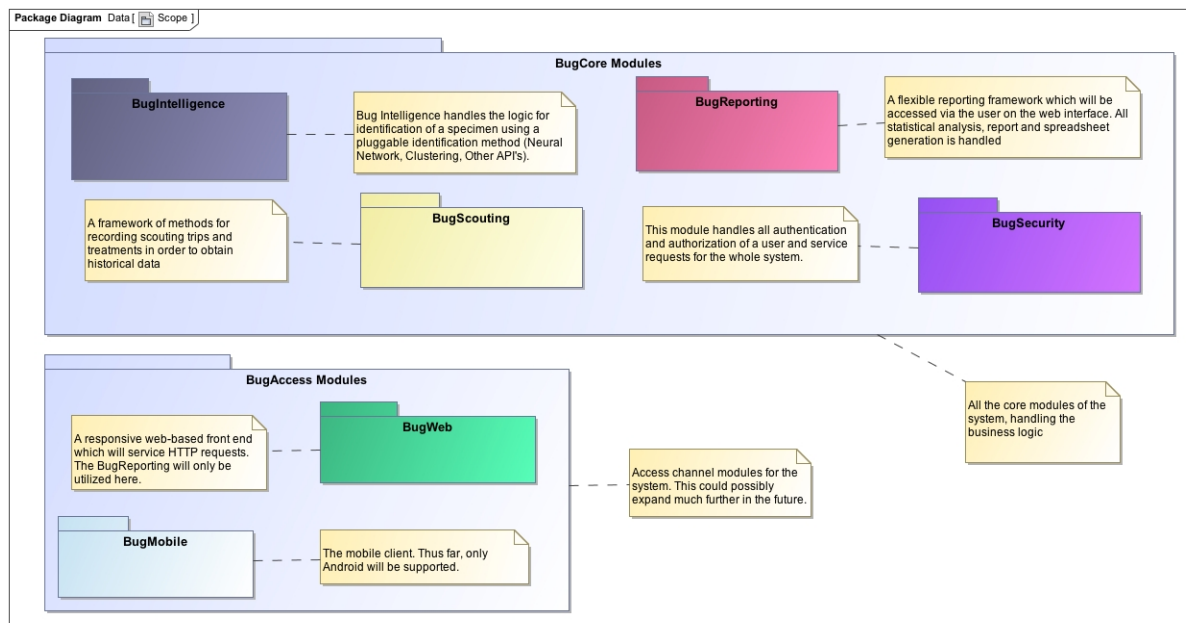 Package Diagram Data [ Scope ]
BugCore Modules
BugIntelligence
Bug Intelligence handles the logic for
identification of a specimen using a
pluggable identification method (Neural
Network, Clustering, Other API's).
BugReporting
A flexible reporting framework which will be
accessed via the user on the web interface. All
statistical analysis, report and spreadsheet
generation is handled
A framework of methods for
recording scouting trips and
treatments in order to obtain
historical data
BugScouting
This module handles all authentication
and authorization of a user and service
requests for the whole system.
BugSecurity
BugAccess Modules
A responsive web-based front end
which will service HTTP requests.
The BugReporting will only be
utilized here.
BugWeb
All the core modules of the
system, handling the
business logic
Access channel modules for the
system. This could possibly
expand much further in the future.
BugMobile
The mobile client. Thus far, only
Android will be supported.